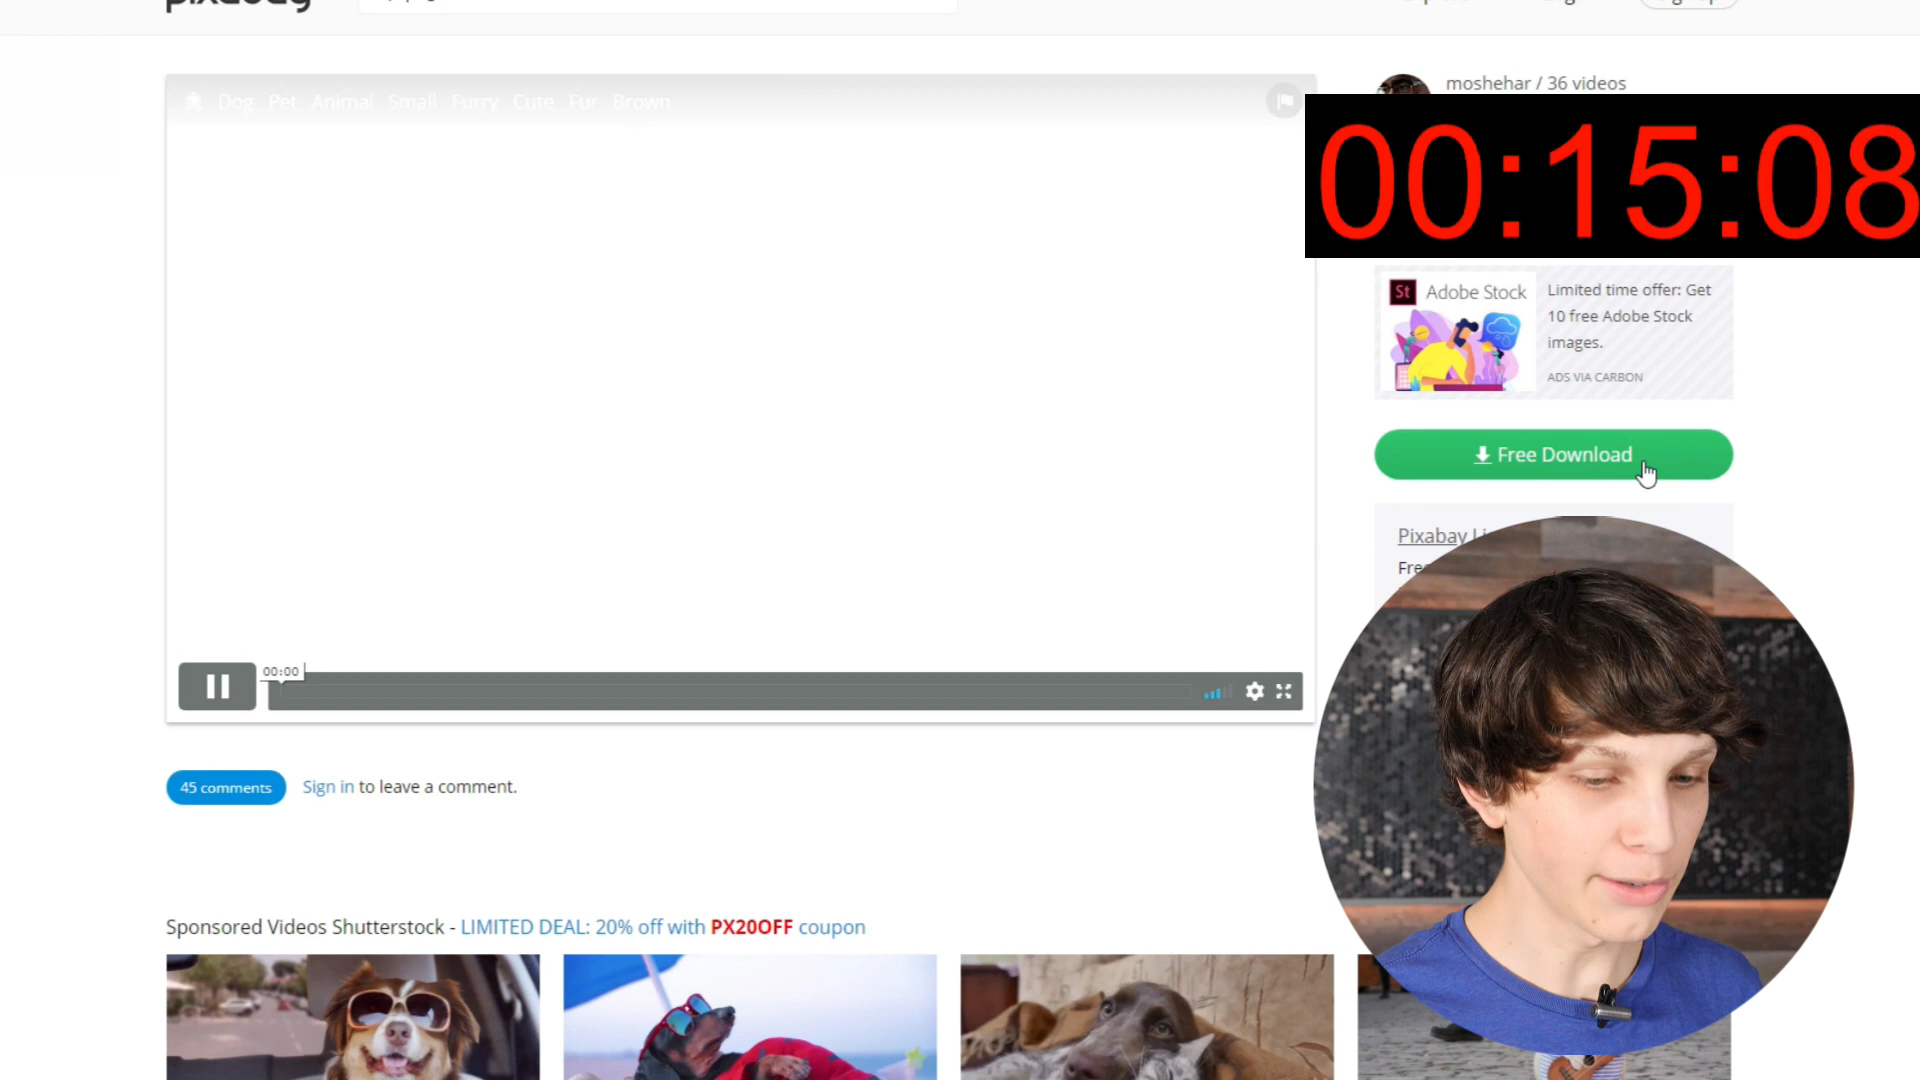 pixabay
Dog Pet Animal Small Furry Cute Fur Brown
moshehar / 36 videos
00:15:08
St Adobe Stock
Limited time offer: Get
10 free Adobe Stock
images.
ADS VIA CARBON
Free Download
Pixabay
00:00
45 comments
Sign in to leave a comment.
Sponsored Videos Shutterstock - LIMITED DEAL: 20% off with PX20OFF coupon